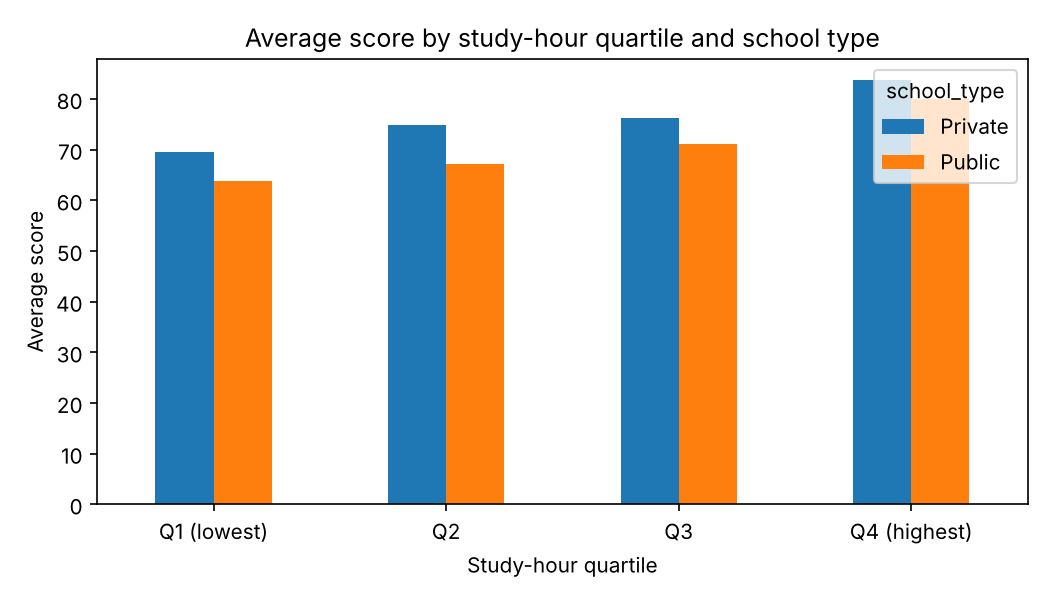 Average score by study-hour quartile and school type
school_type
Private
Public
Average score
80
70
60
50
40
30
20
10
0
Q1 (lowest) Q2 Q3 Q4 (highest)
Study-hour quartile